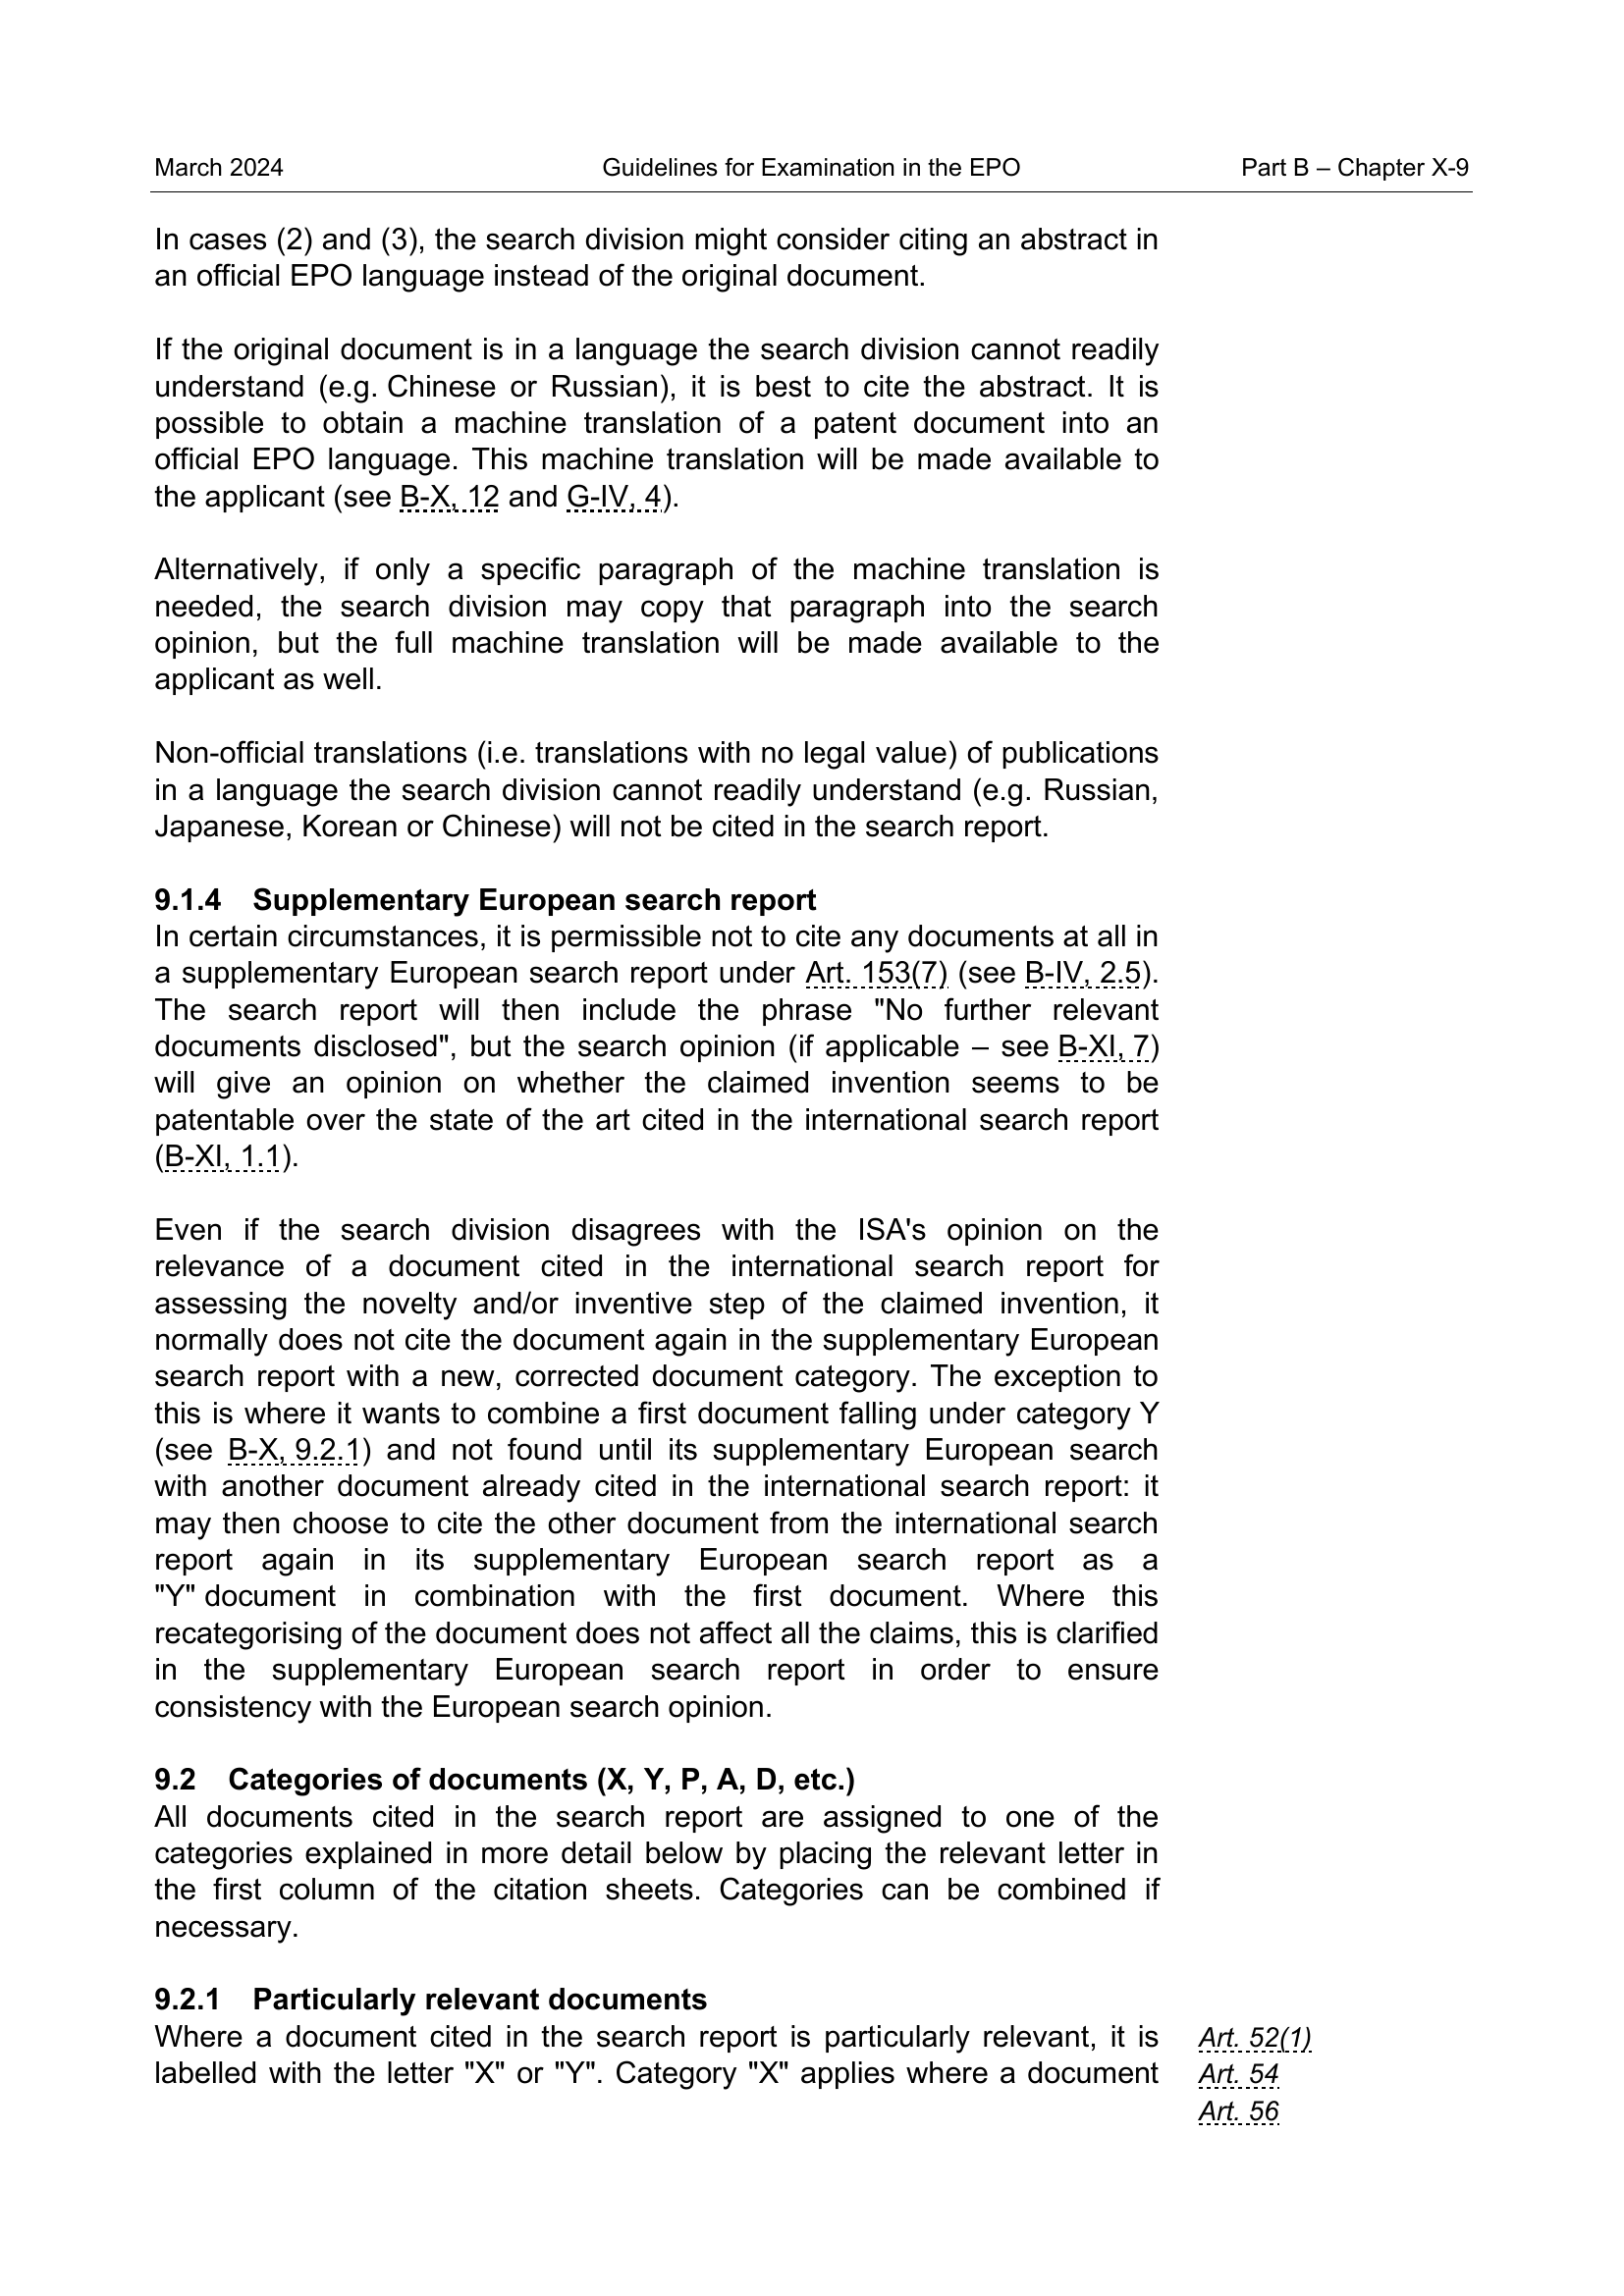 March 2024 Guidelines for Examination in the EPO Part B – Chapter X-9
In cases (2) and (3), the search division might consider citing an abstract in
an official EPO language instead of the original document.
If the original document is in a language the search division cannot readily
understand (e.g. Chinese or Russian), it is best to cite the abstract. It is
possible to obtain a machine translation of a patent document into an
official EPO language. This machine translation will be made available to
the applicant (see B-X, 12 and G-IV, 4).
Alternatively, if only a specific paragraph of the machine translation is
needed, the search division may copy that paragraph into the search
opinion, but the full machine translation will be made available to the
applicant as well.
Non-official translations (i.e. translations with no legal value) of publications
in a language the search division cannot readily understand (e.g. Russian,
Japanese, Korean or Chinese) will not be cited in the search report.
9.1.4 Supplementary European search report
In certain circumstances, it is permissible not to cite any documents at all in
a supplementary European search report under Art. 153(7) (see B-IV, 2.5).
The search report will then include the phrase "No further relevant
documents disclosed", but the search opinion (if applicable – see B-XI, 7)
will give an opinion on whether the claimed invention seems to be
patentable over the state of the art cited in the international search report
(B-XI, 1.1).
Even if the search division disagrees with the ISA's opinion on the
relevance of a document cited in the international search report for
assessing the novelty and/or inventive step of the claimed invention, it
normally does not cite the document again in the supplementary European
search report with a new, corrected document category. The exception to
this is where it wants to combine a first document falling under category Y
(see B-X, 9.2.1) and not found until its supplementary European search
with another document already cited in the international search report: it
may then choose to cite the other document from the international search
report again in its supplementary European search report as a
"Y" document in combination with the first document. Where this
recategorising of the document does not affect all the claims, this is clarified
in the supplementary European search report in order to ensure
consistency with the European search opinion.
9.2 Categories of documents (X, Y, P, A, D, etc.)
All documents cited in the search report are assigned to one of the
categories explained in more detail below by placing the relevant letter in
the first column of the citation sheets. Categories can be combined if
necessary.
9.2.1 Particularly relevant documents
Where a document cited in the search report is particularly relevant, it is
labelled with the letter "X" or "Y". Category "X" applies where a document
Art. 52(1)
Art. 54
Art. 56